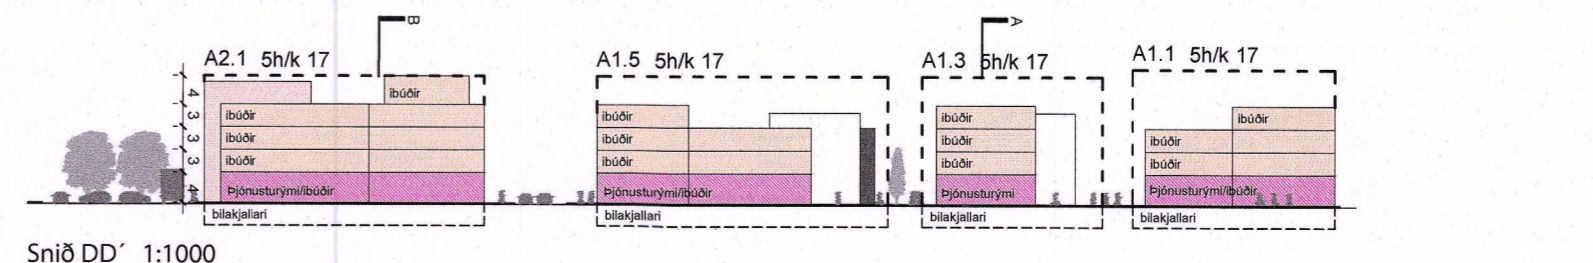 B
A
A2.1 5h/k 17
A1.5 5h/k 17
A1.3 5h/k 17
A1.1 5h/k 17
4
3
3
3
4
íbúðir
íbúðir
íbúðir
íbúðir
Þjónusturými/íbúðir
bílakjallari
íbúðir
íbúðir
íbúðir
Þjónusturými/íbúðir
bílakjallari
íbúðir
íbúðir
íbúðir
Þjónusturými
bílakjallari
íbúðir
íbúðir
íbúðir
Þjónusturými/íbúðir
bílakjallari
Snið DD´ 1:1000